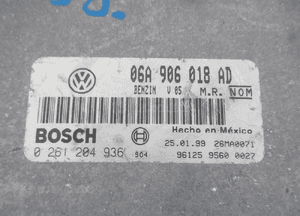 06A 906 018 AD
BENZIN V 05 M.R. NOM
BOSCH
Hecho en México
25.01.99 26MA0071
0 261 204 936 904 96125 9560 0027